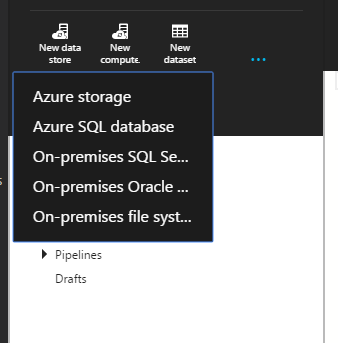 New data store
New compute..
New dataset
...
Azure storage
Azure SQL database
On-premises SQL Se...
On-premises Oracle ...
On-premises file syst...
Pipelines
Drafts